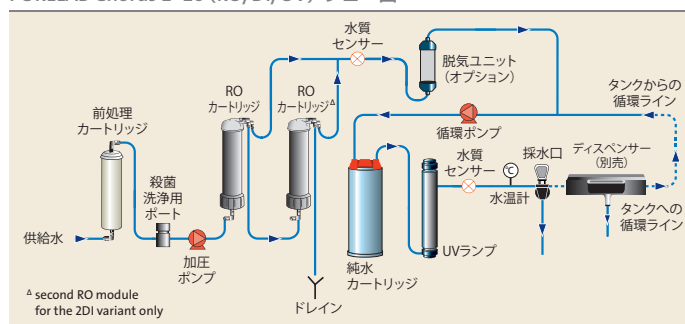 水質
センサー
脱気ユニット
(オプション)
タンクからの
循環ライン
RO
カートリッジ
RO
カートリッジΔ
前処理
カートリッジ
循環ポンプ
殺菌
洗浄用
ポート
水質
センサー
採水口
ディスペンサー
(別売)
℃
水温計
供給水
加圧
ポンプ
UVランプ
タンクへの
循環ライン
純水
カートリッジ
Δ second RO module
for the 2DI variant only
ドレイン